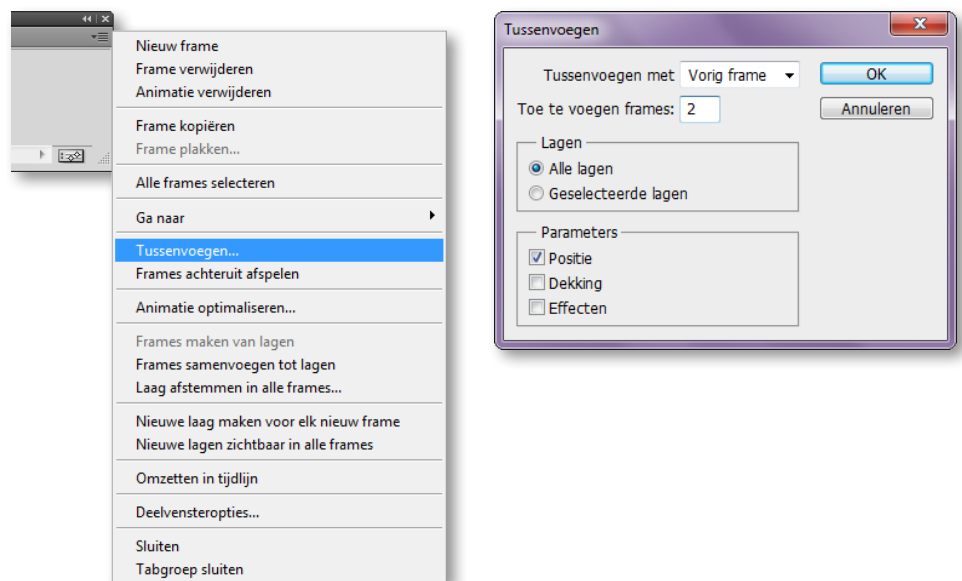 Nieuw frame
Frame verwijderen
Animatie verwijderen
Frame kopiëren
Frame plakken...
Alle frames selecteren
Ga naar
Tussenvoegen...
Frames achteruit afspelen
Animatie optimaliseren...
Frames maken van lagen
Frames samenvoegen tot lagen
Laag afstemmen in alle frames...
Nieuwe laag maken voor elk nieuw frame
Nieuwe lagen zichtbaar in alle frames
Omzetten in tijdlijn
Deelvensteropties...
Sluiten
Tabgroep sluiten
Tussenvoegen
Tussenvoegen met Vorig frame OK
Toe te voegen frames: 2 Annuleren
Lagen
Alle lagen
Geselecteerde lagen
Parameters
Positie
Dekking
Effecten